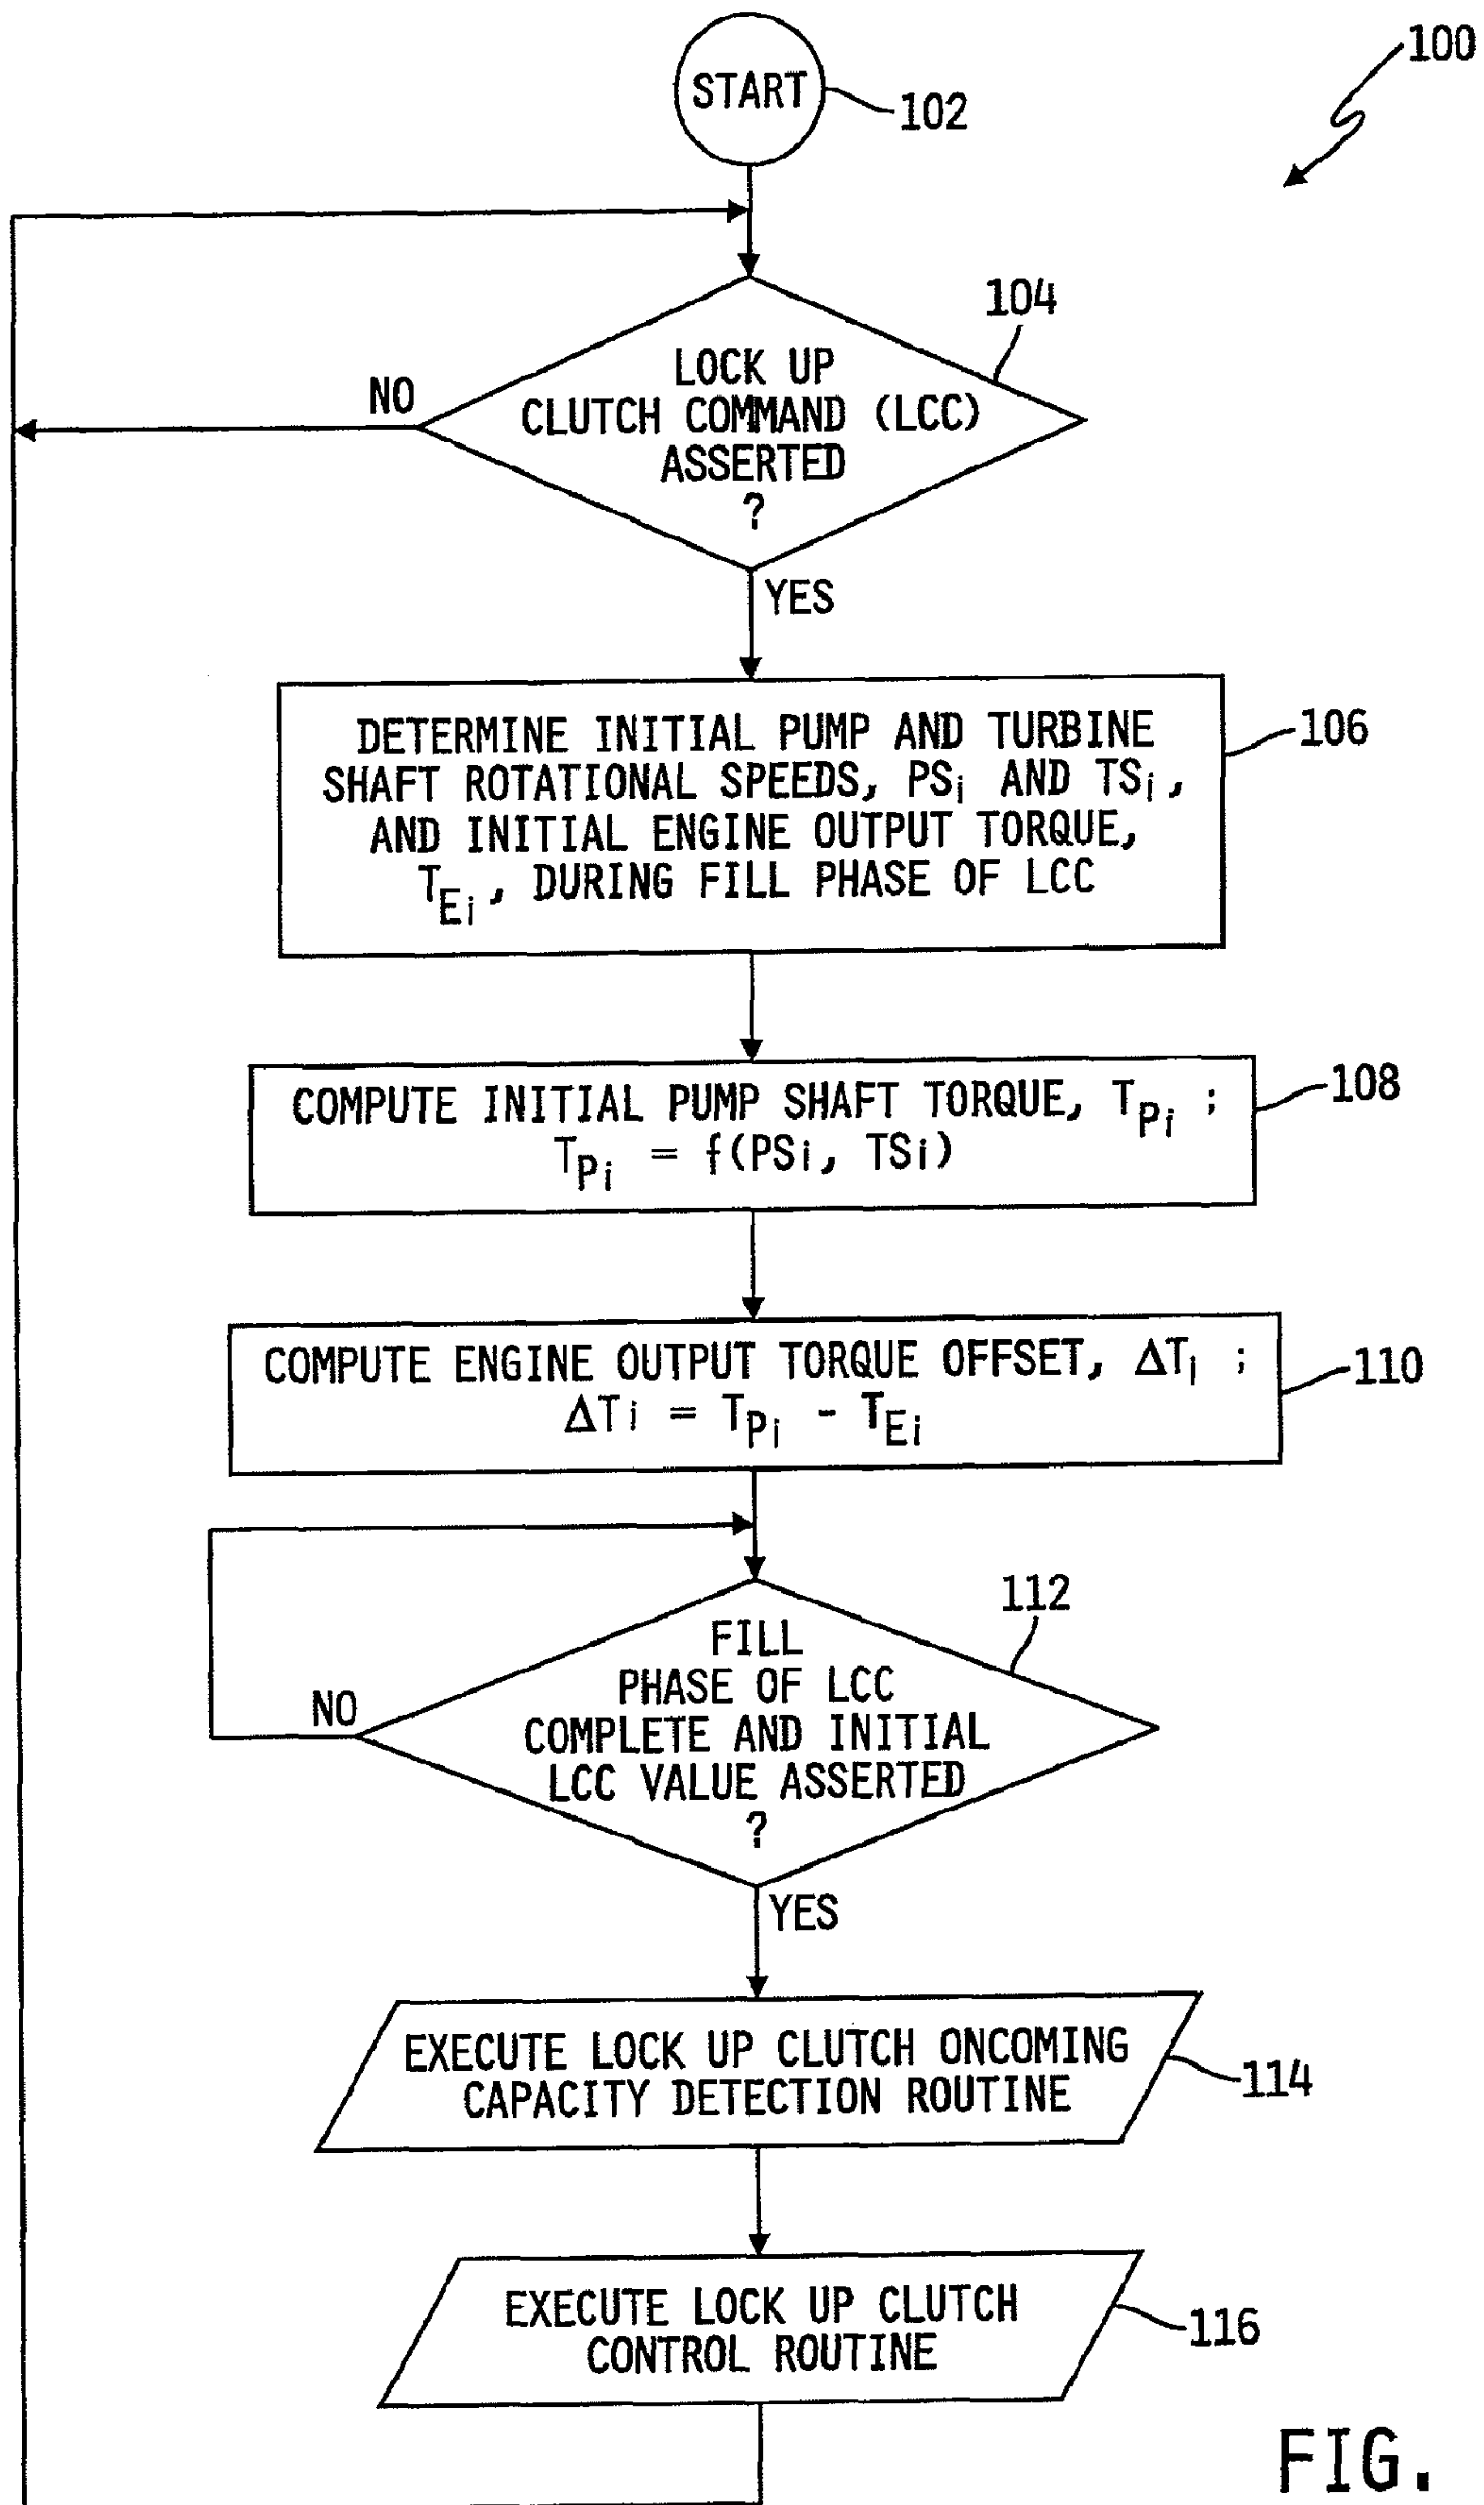 100
START
102
104
LOCK UP
CLUTCH COMMAND (LCC)
ASSERTED
?
NO
YES
DETERMINE INITIAL PUMP AND TURBINE
SHAFT ROTATIONAL SPEEDS, PSi AND TSi,
AND INITIAL ENGINE OUTPUT TORQUE,
TEi, DURING FILL PHASE OF LCC
106
COMPUTE INITIAL PUMP SHAFT TORQUE, TPi ;
TPi = f(PSi, TSi)
108
COMPUTE ENGINE OUTPUT TORQUE OFFSET, ΔTi ;
ΔTi = TPi - TEi
110
112
FILL
PHASE OF LCC
COMPLETE AND INITIAL
LCC VALUE ASSERTED
?
NO
YES
EXECUTE LOCK UP CLUTCH ONCOMING
CAPACITY DETECTION ROUTINE
114
EXECUTE LOCK UP CLUTCH
CONTROL ROUTINE
116
FIG.